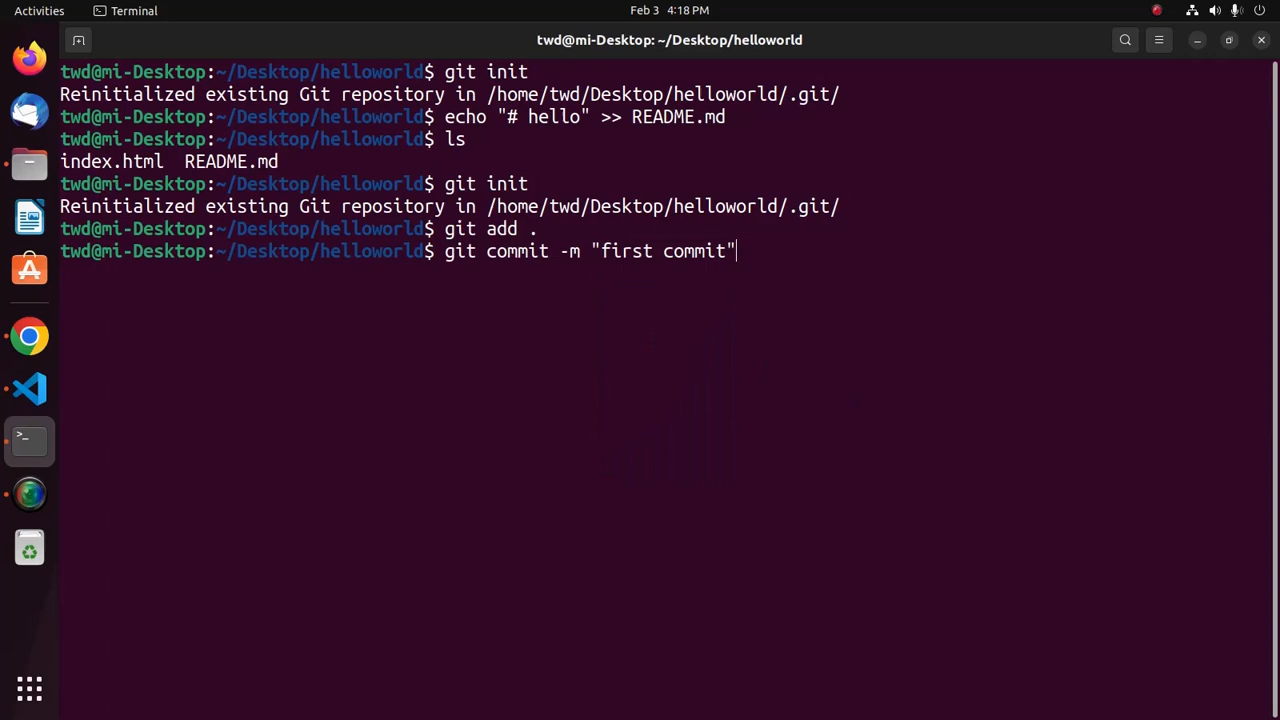 Activities Terminal Feb 3 4:18 PM
twd@mi-Desktop: ~/Desktop/helloworld
twd@mi-Desktop:~/Desktop/helloworld$ git init
Reinitialized existing Git repository in /home/twd/Desktop/helloworld/.git/
twd@mi-Desktop:~/Desktop/helloworld$ echo "# hello" >> README.md
twd@mi-Desktop:~/Desktop/helloworld$ ls
index.html  README.md
twd@mi-Desktop:~/Desktop/helloworld$ git init
Reinitialized existing Git repository in /home/twd/Desktop/helloworld/.git/
twd@mi-Desktop:~/Desktop/helloworld$ git add .
twd@mi-Desktop:~/Desktop/helloworld$ git commit -m "first commit"